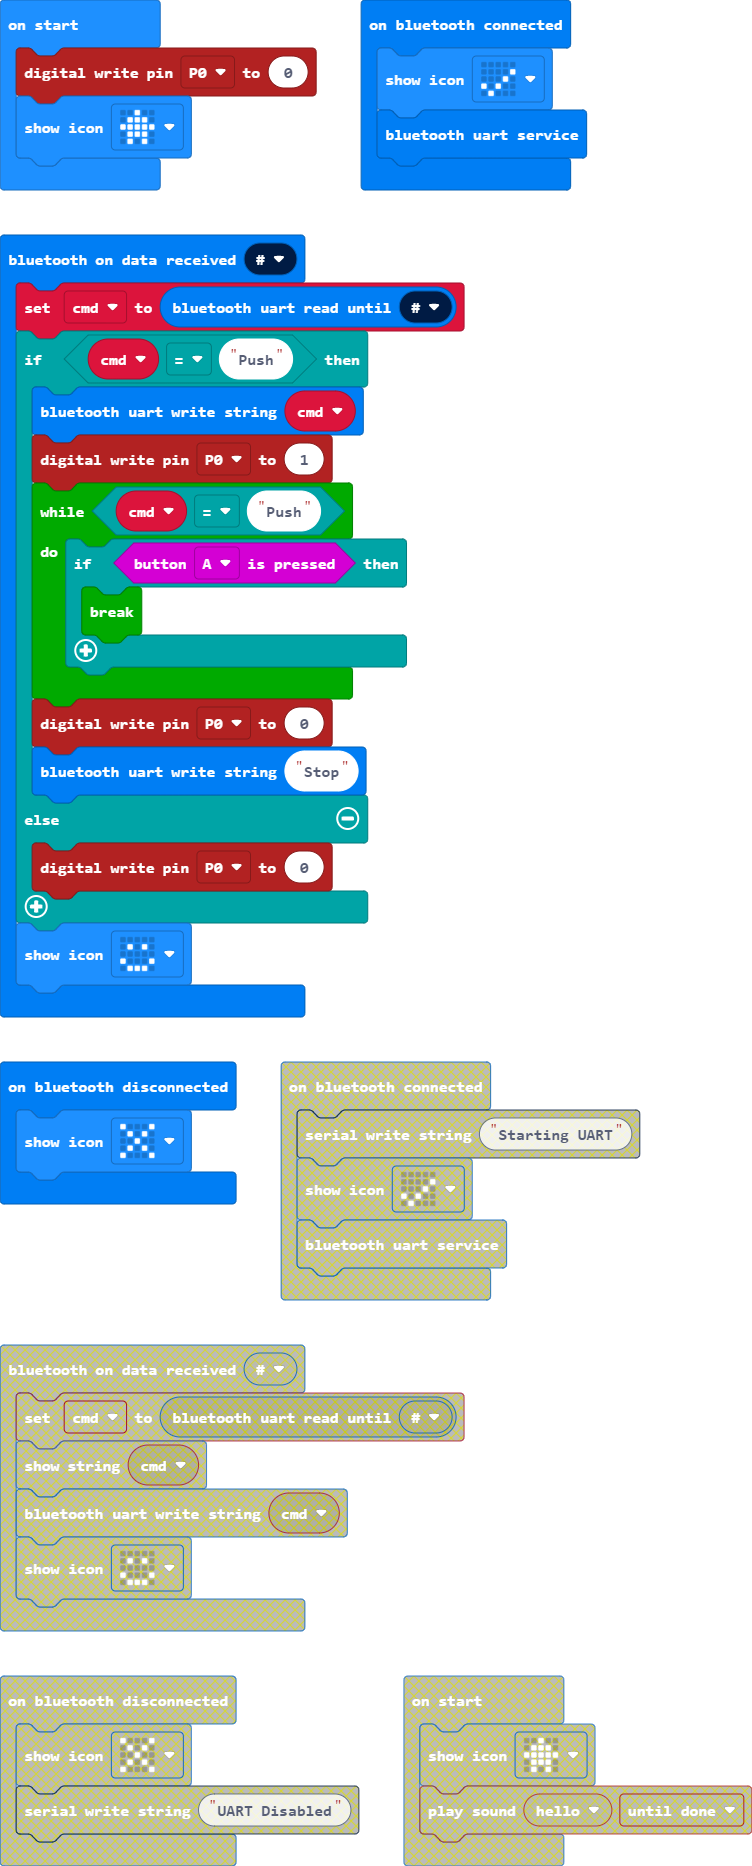 on start
digital write pin P0 to 0
show icon
on bluetooth connected
show icon
bluetooth uart service
bluetooth on data received #
set cmd to bluetooth uart read until #
if cmd = "Push" then
bluetooth uart write string cmd
digital write pin P0 to 1
while cmd = "Push"
do if button A is pressed then
break
digital write pin P0 to 0
bluetooth uart write string "Stop"
else
digital write pin P0 to 0
show icon
on bluetooth disconnected
show icon
on bluetooth connected
serial write string "Starting UART"
show icon
bluetooth uart service
bluetooth on data received #
set cmd to bluetooth uart read until #
show string cmd
bluetooth uart write string cmd
show icon
on bluetooth disconnected
show icon
serial write string "UART Disabled"
on start
show icon
play sound hello until done